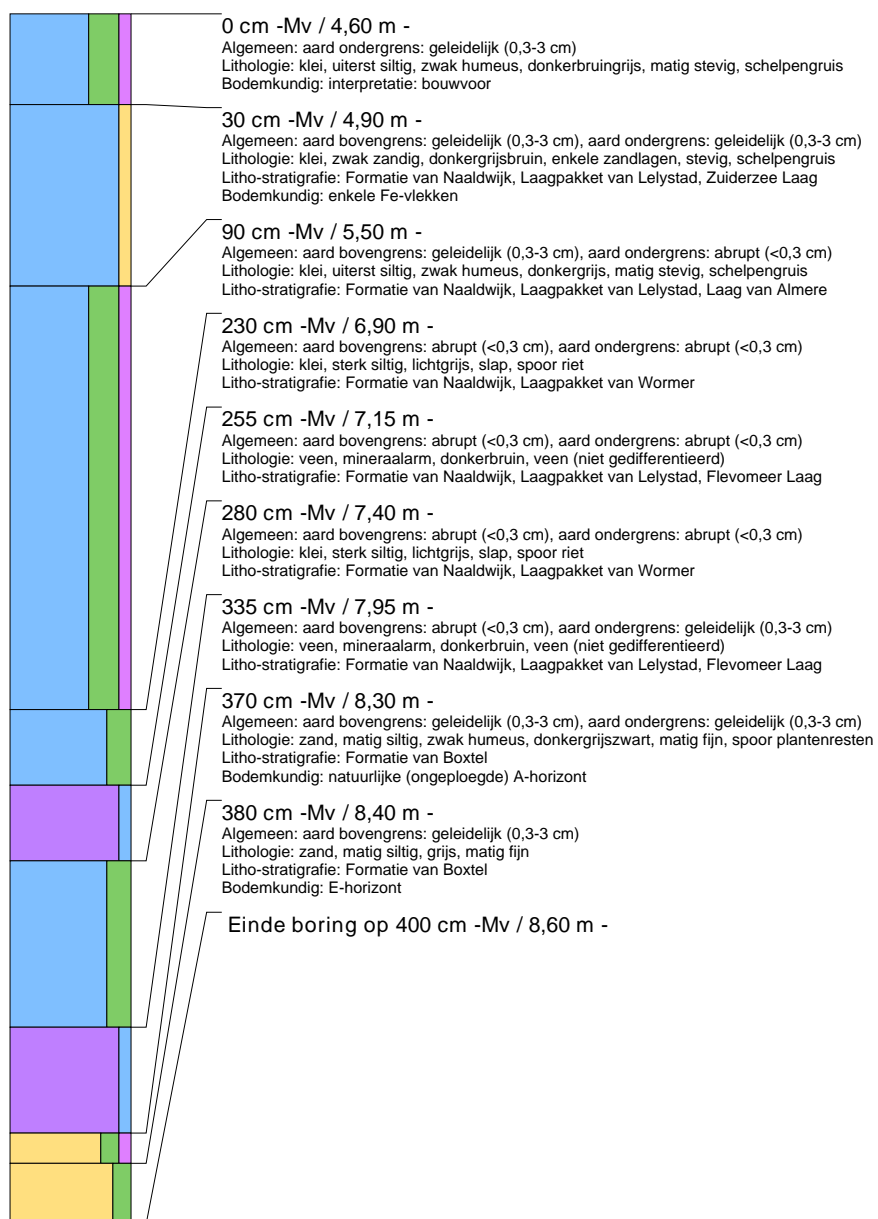 0 cm -Mv / 4,60 m -
Algemeen: aard ondergrens: geleidelijk (0,3-3 cm)
Lithologie: klei, uiterst siltig, zwak humeus, donkerbruingrijs, matig stevig, schelpengruis
Bodemkundig: interpretatie: bouwvoor
30 cm -Mv / 4,90 m -
Algemeen: aard bovengrens: geleidelijk (0,3-3 cm), aard ondergrens: geleidelijk (0,3-3 cm)
Lithologie: klei, zwak zandig, donkergrijsbruin, enkele zandlagen, stevig, schelpengruis
Litho-stratigrafie: Formatie van Naaldwijk, Laagpakket van Lelystad, Zuiderzee Laag
Bodemkundig: enkele Fe-vlekken
90 cm -Mv / 5,50 m -
Algemeen: aard bovengrens: geleidelijk (0,3-3 cm), aard ondergrens: abrupt (<0,3 cm)
Lithologie: klei, uiterst siltig, zwak humeus, donkergrijs, matig stevig, schelpengruis
Litho-stratigrafie: Formatie van Naaldwijk, Laagpakket van Lelystad, Laag van Almere
230 cm -Mv / 6,90 m -
Algemeen: aard bovengrens: abrupt (<0,3 cm), aard ondergrens: abrupt (<0,3 cm)
Lithologie: klei, sterk siltig, lichtgrijs, slap, spoor riet
Litho-stratigrafie: Formatie van Naaldwijk, Laagpakket van Wormer
255 cm -Mv / 7,15 m -
Algemeen: aard bovengrens: abrupt (<0,3 cm), aard ondergrens: abrupt (<0,3 cm)
Lithologie: veen, mineraalarm, donkerbruin, veen (niet gedifferentieerd)
Litho-stratigrafie: Formatie van Naaldwijk, Laagpakket van Lelystad, Flevomeer Laag
280 cm -Mv / 7,40 m -
Algemeen: aard bovengrens: abrupt (<0,3 cm), aard ondergrens: abrupt (<0,3 cm)
Lithologie: klei, sterk siltig, lichtgrijs, slap, spoor riet
Litho-stratigrafie: Formatie van Naaldwijk, Laagpakket van Wormer
335 cm -Mv / 7,95 m -
Algemeen: aard bovengrens: abrupt (<0,3 cm), aard ondergrens: geleidelijk (0,3-3 cm)
Lithologie: veen, mineraalarm, donkerbruin, veen (niet gedifferentieerd)
Litho-stratigrafie: Formatie van Naaldwijk, Laagpakket van Lelystad, Flevomeer Laag
370 cm -Mv / 8,30 m -
Algemeen: aard bovengrens: geleidelijk (0,3-3 cm), aard ondergrens: geleidelijk (0,3-3 cm)
Lithologie: zand, matig siltig, zwak humeus, donkergrijszwart, matig fijn, spoor plantenresten
Litho-stratigrafie: Formatie van Boxtel
Bodemkundig: natuurlijke (ongeploegde) A-horizont
380 cm -Mv / 8,40 m -
Algemeen: aard bovengrens: geleidelijk (0,3-3 cm)
Lithologie: zand, matig siltig, grijs, matig fijn
Litho-stratigrafie: Formatie van Boxtel
Bodemkundig: E-horizont
Einde boring op 400 cm -Mv / 8,60 m -